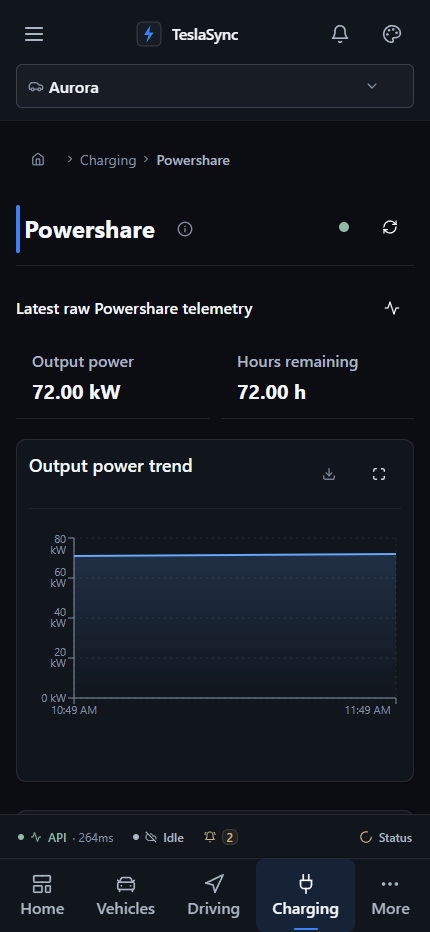 TeslaSync
Aurora
Charging
Powershare
Powershare
Latest raw Powershare telemetry
Output power
72.00 kW
Hours remaining
72.00 h
Output power trend
80
kW
60
kW
40
kW
20
kW
0 kW
10:49 AM
11:49 AM
API · 264ms
Idle
2
Status
Home
Vehicles
Driving
Charging
More